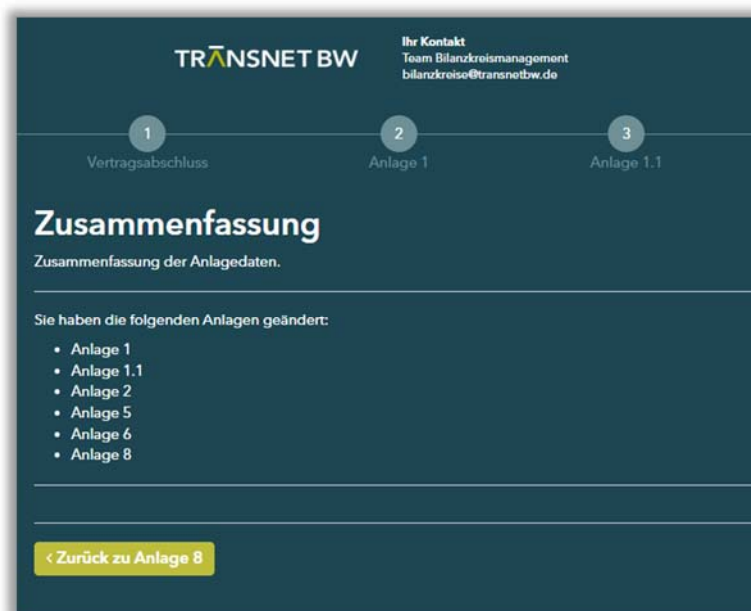 TRANSNET BW
Ihr Kontakt
Team Bilanzkreismanagement
bilanzkreise@transnetbw.de
1
2
3
Vertragsabschluss
Anlage 1
Anlage 1.1
Zusammenfassung
Zusammenfassung der Anlagedaten.
Sie haben die folgenden Anlagen geändert:
• Anlage 1
• Anlage 1.1
• Anlage 2
• Anlage 5
• Anlage 6
• Anlage 8
‹ Zurück zu Anlage 8